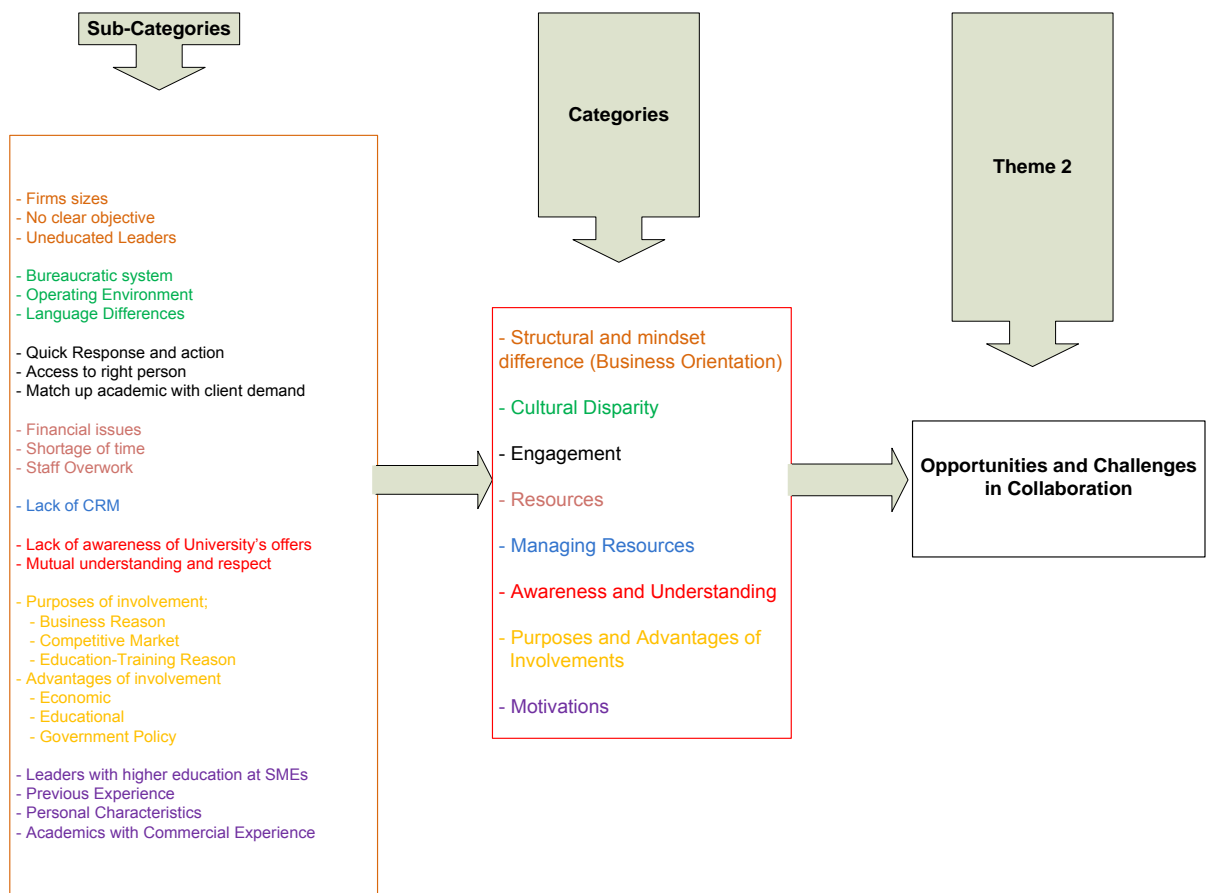 Sub-Categories
- Firms sizes
- No clear objective
- Uneducated Leaders
- Bureaucratic system
- Operating Environment
- Language Differences
- Quick Response and action
- Access to right person
- Match up academic with client demand
- Financial issues
- Shortage of time
- Staff Overwork
- Lack of CRM
- Lack of awareness of University’s offers
- Mutual understanding and respect
- Purposes of involvement;
- Business Reason
- Competitive Market
- Education-Training Reason
- Advantages of involvement
- Economic
- Educational
- Government Policy
- Leaders with higher education at SMEs
- Previous Experience
- Personal Characteristics
- Academics with Commercial Experience
Categories
- Structural and mindset
difference (Business Orientation)
- Cultural Disparity
- Engagement
- Resources
- Managing Resources
- Awareness and Understanding
- Purposes and Advantages of
Involvements
- Motivations
Theme 2
Opportunities and Challenges
in Collaboration